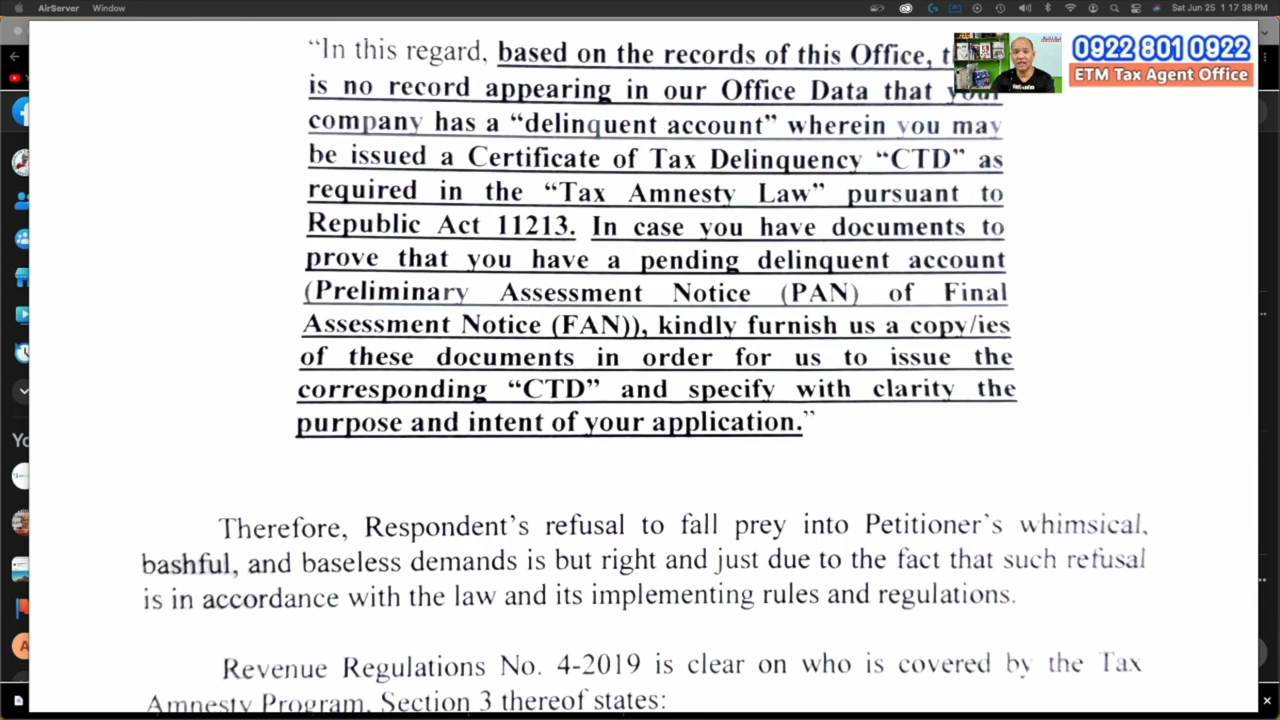 AirServer Window
Sat Jun 25 1 17 38 PM
0922 801 0922
ETM Tax Agent Office
“In this regard, based on the records of this Office,
is no record appearing in our Office Data that your
company has a “delinquent account” wherein you may
be issued a Certificate of Tax Delinquency “CTD” as
required in the “Tax Amnesty Law” pursuant to
Republic Act 11213. In case you have documents to
prove that you have a pending delinquent account
(Preliminary Assessment Notice (PAN) of Final
Assessment Notice (FAN)), kindly furnish us a copy/ies
of these documents in order for us to issue the
corresponding “CTD” and specify with clarity the
purpose and intent of your application.”
Therefore, Respondent’s refusal to fall prey into Petitioner’s whimsical,
bashful, and baseless demands is but right and just due to the fact that such refusal
is in accordance with the law and its implementing rules and regulations.
Revenue Regulations No. 4-2019 is clear on who is covered by the Tax
Amnesty Program. Section 3 thereof states: